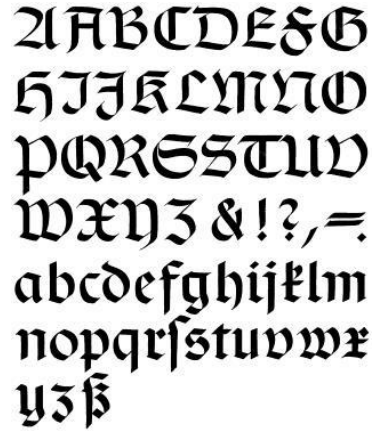 AABCDEFG
HIJKLMNO
PQRSSTUV
WXYZ&!?,=.
abcdefghijklm
nopqrſstuvwx
yzß